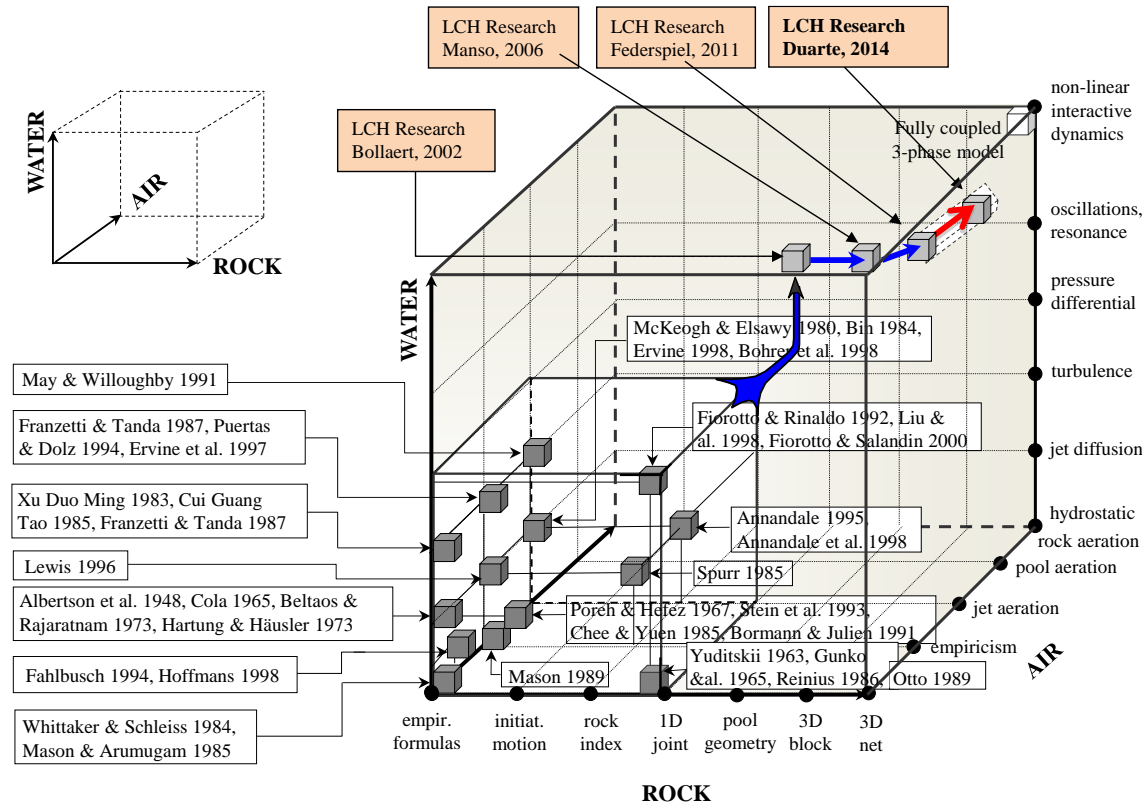 LCH Research
Manso, 2006
LCH Research
Federspiel, 2011
LCH Research
Duarte, 2014
LCH Research
Bollaert, 2002
WATER
AIR
ROCK
Fully coupled
3-phase model
non-linear
interactive
dynamics
oscillations,
resonance
pressure
differential
turbulence
jet diffusion
hydrostatic
rock aeration
pool aeration
jet aeration
empiricism
AIR
WATER
McKeogh & Elsawy 1980, Bin 1984,
Ervine 1998, Bohrer et al. 1998
May & Willoughby 1991
Franzetti & Tanda 1987, Puertas
& Dolz 1994, Ervine et al. 1997
Fiorotto & Rinaldo 1992, Liu &
al. 1998, Fiorotto & Salandin 2000
Xu Duo Ming 1983, Cui Guang
Tao 1985, Franzetti & Tanda 1987
Annandale 1995,
Annandale et al. 1998
Lewis 1996
Spurr 1985
Albertson et al. 1948, Cola 1965, Beltaos &
Rajaratnam 1973, Hartung & Häusler 1973
Poreh & Hefez 1967, Stein et al. 1993,
Chee & Yuen 1985, Bormann & Julien 1991
Fahlbusch 1994, Hoffmans 1998
Mason 1989
Yuditskii 1963, Gunko
&al. 1965, Reinius 1986, Otto 1989
Whittaker & Schleiss 1984,
Mason & Arumugam 1985
empir.
formulas
initiat.
motion
rock
index
1D
joint
pool
geometry
3D
block
3D
net
ROCK